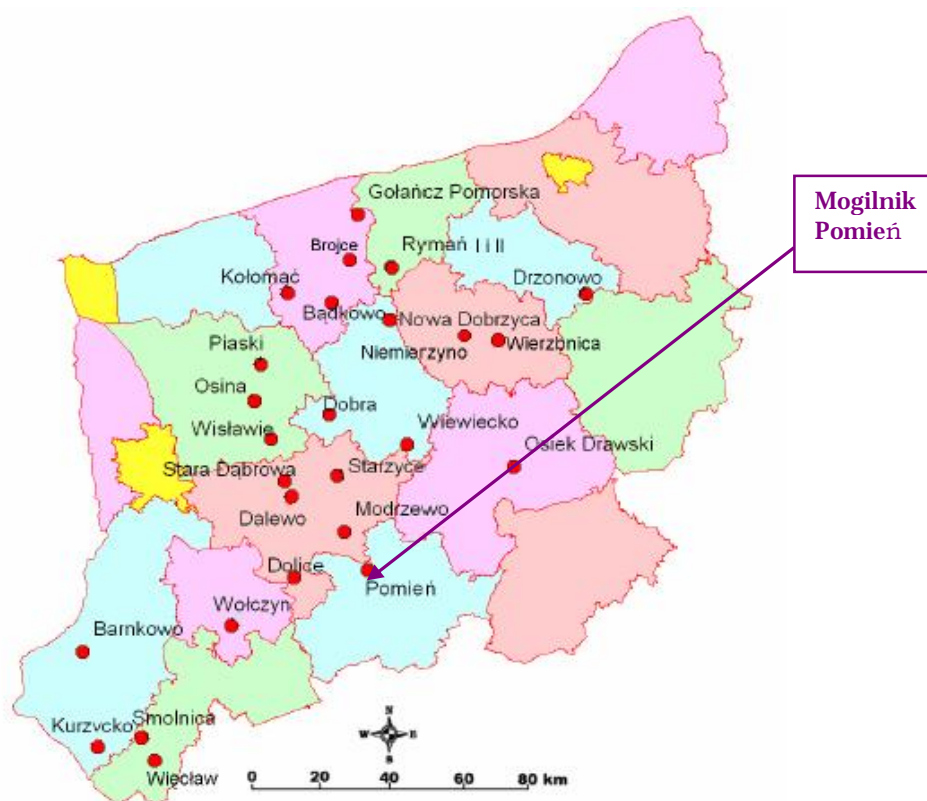 Gołańcz Pomorska
Mogilnik
Pomień
Brojce
Rymań
I i II
Kołomać
Drzonowo
Bądkowo
Nowa Dobrzyca
Piaski
Niemierzyno
Wierzbnica
Osina
Dobra
Wisławie
Wiewiecko
Osiek Drawski
Stara Dąbrowa
Starzyce
Dalewo
Modrzewo
Dolice
Pomień
Wołczyn
Barnkowo
Smolnica
Kurzycko
Więcław
N
W E
S
0 20 40 60 80 km